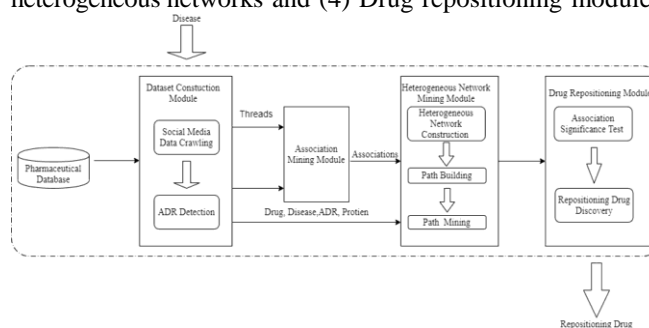 heterogeneous networks and (4) Drug repositioning module
Disease
Dataset Constuction
Module
Social Media
Data Crawling
ADR Detection
Pharmaceutical
Database
Threads
Association
Mining Module
Associations
Drug, Disease,ADR, Protien
Heterogeneous Network
Mining Module
Heterogeneous
Network
Construction
Path Building
Path Mining
Drug Repositioning Module
Association
Significance Test
Repositioning Drug
Discovery
Repositioning Drug